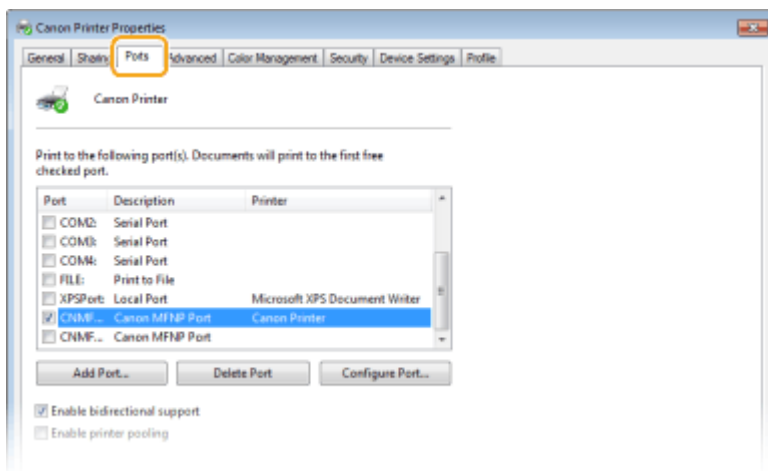 Canon Printer Properties
General Sharing Ports Advanced Color Management Security Device Settings Profile
Canon Printer
Print to the following port(s). Documents will print to the first free
checked port.
Port Description Printer
COM2: Serial Port
COM3: Serial Port
COM4: Serial Port
FILE: Print to File
XPSPort: Local Port Microsoft XPS Document Writer
CNMF... Canon MFNP Port Canon Printer
CNMF... Canon MFNP Port
Add Port... Delete Port Configure Port...
Enable bidirectional support
Enable printer pooling